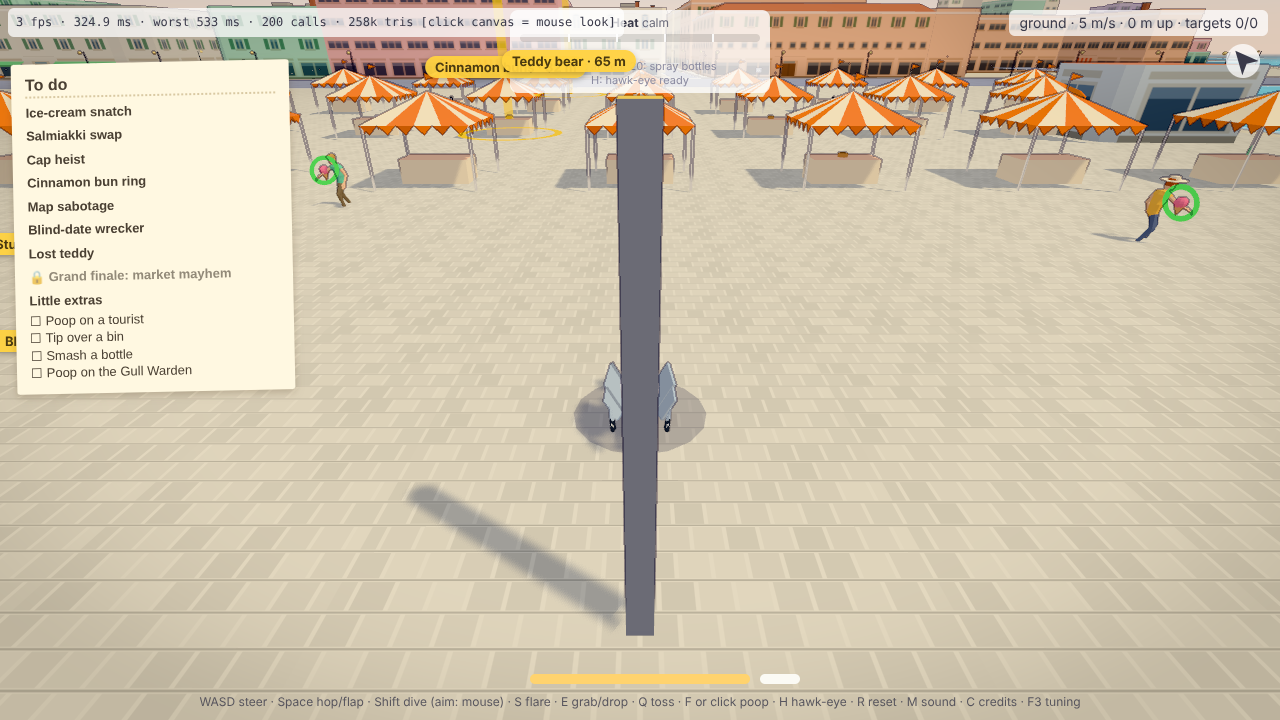 3 fps · 324.9 ms · worst 533 ms · 200 calls · 258k tris [click canvas = mouse look]
eat calm
ground · 5 m/s · 0 m up · targets 0/0
Cinnamon
Teddy bear · 65 m
0: spray bottles
H: hawk-eye ready
To do
Ice-cream snatch
Salmiakki swap
Cap heist
Cinnamon bun ring
Map sabotage
Blind-date wrecker
Lost teddy
Grand finale: market mayhem
Little extras
☐ Poop on a tourist
☐ Tip over a bin
☐ Smash a bottle
☐ Poop on the Gull Warden
Stu
Bl
WASD steer · Space hop/flap · Shift dive (aim: mouse) · S flare · E grab/drop · Q toss · F or click poop · H hawk-eye · R reset · M sound · C credits · F3 tuning